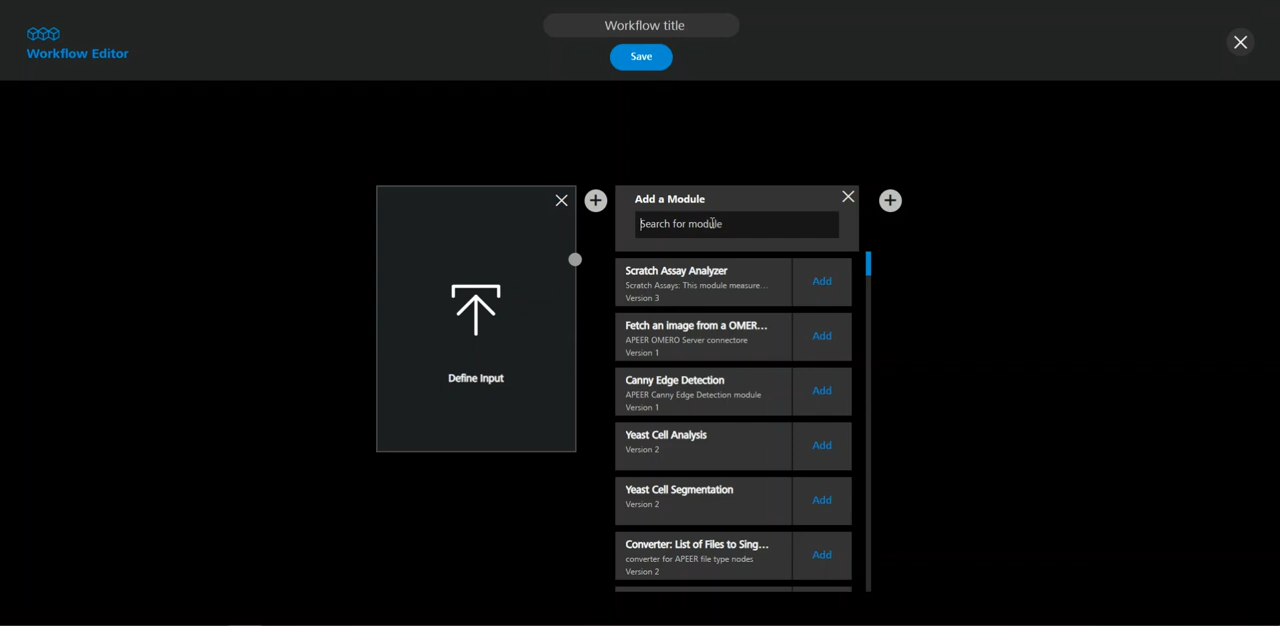 Workflow title
Workflow Editor
Save
Add a Module
Search for module
Scratch Assay Analyzer
Scratch Assays: This module measure...
Version 3
Add
Fetch an image from a OMER...
APEER OMERO Server connectore
Version 1
Add
Canny Edge Detection
APEER Canny Edge Detection module
Version 1
Add
Yeast Cell Analysis
Version 2
Add
Yeast Cell Segmentation
Version 2
Add
Converter: List of Files to Sing...
converter for APEER file type nodes
Version 2
Add
Define Input